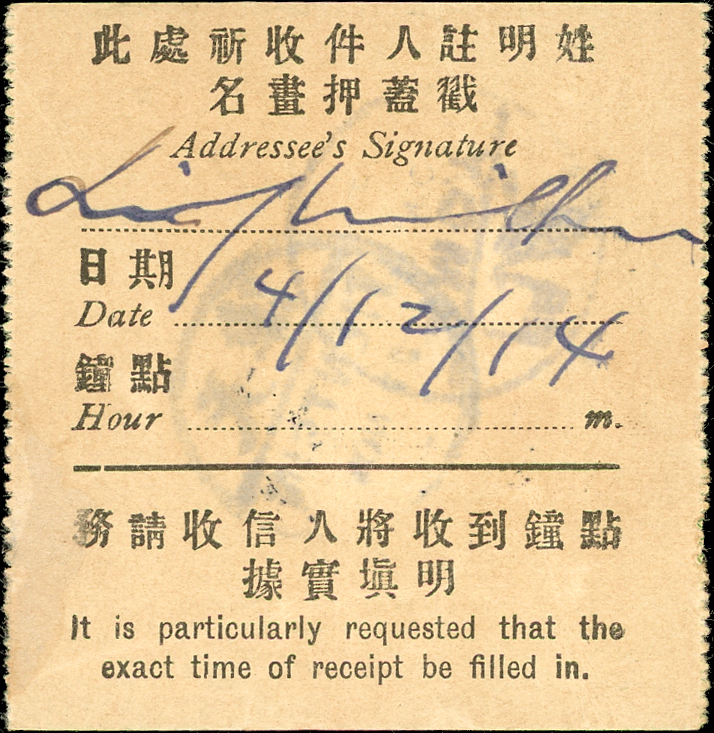 此處祈收件人註明姓
名畫押蓋戳
Addressee's Signature
日期
Date 4/12/14
鐘點
Hour m.
務請收信人將收到鐘點
據實填明
It is particularly requested that the
exact time of receipt be filled in.